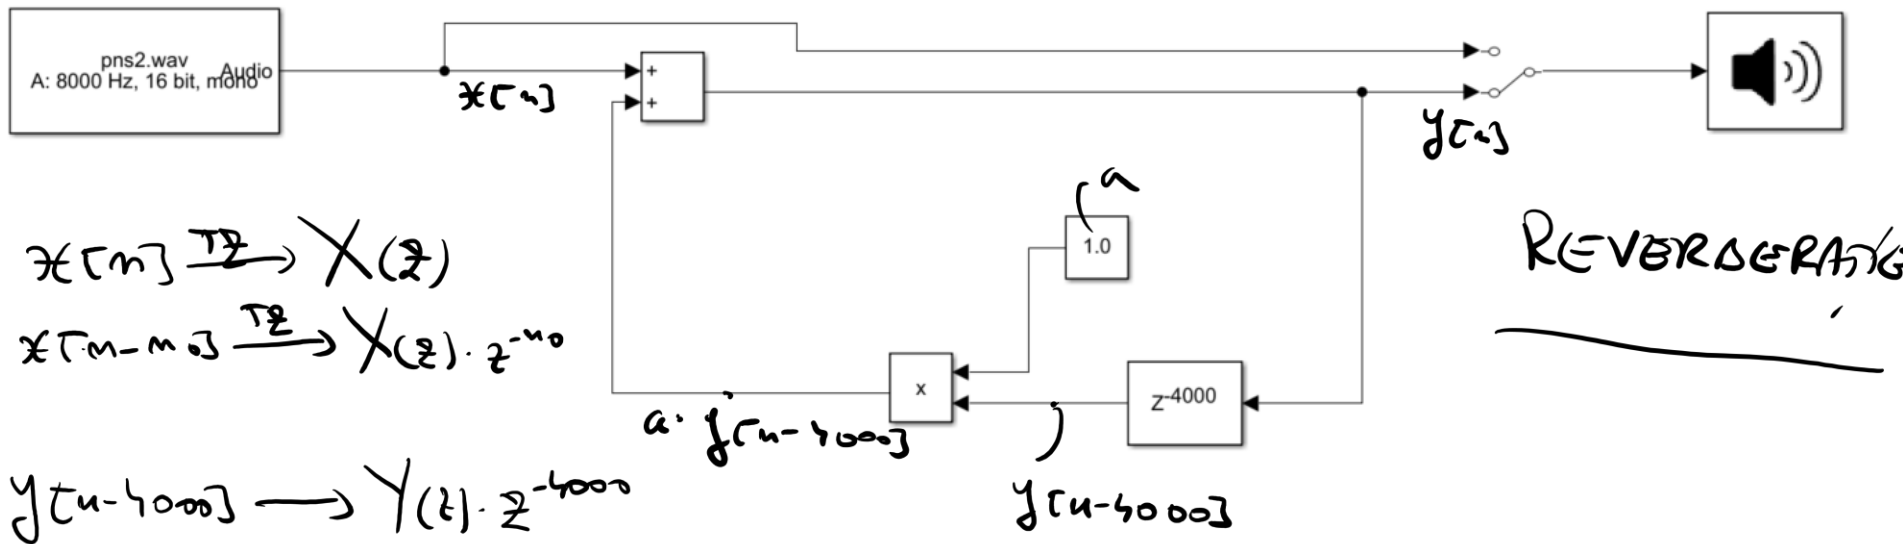 pns2.wav
A: 8000 Hz, 16 bit, mono
Audio
x[n]
+
+
y[n]
a
1.0
x[n] TZ → X(z)
REVERBERAȚIE
x[n-n0] TZ → X(z) · z^-n0
x
z^-4000
a · y[n-4000]
y[n-4000] → Y(z) · z^-4000
y[n-4000]